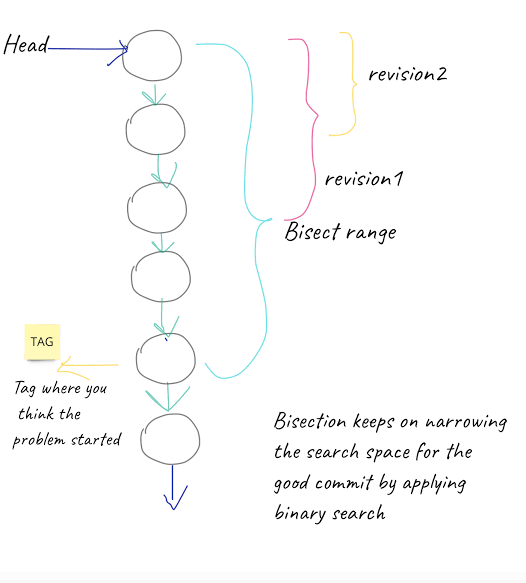 Head
revision2
revision1
Bisect range
TAG
Tag where you
think the
problem started
Bisection keeps on narrowing
the search space for the
good commit by applying
binary search